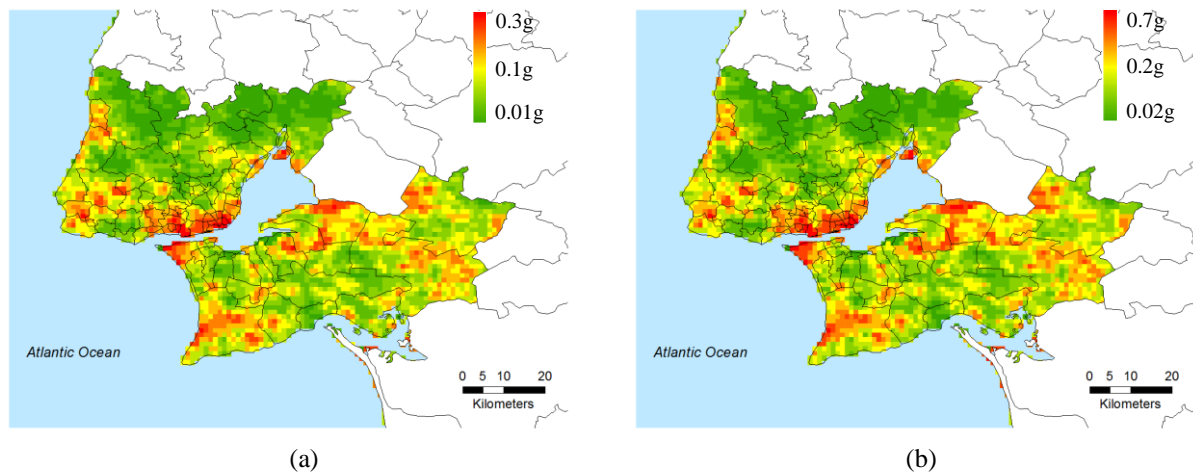 0.3g
0.1g
0.01g
Atlantic Ocean
0 5 10 20
Kilometers
(a)
0.7g
0.2g
0.02g
Atlantic Ocean
0 5 10 20
Kilometers
(b)